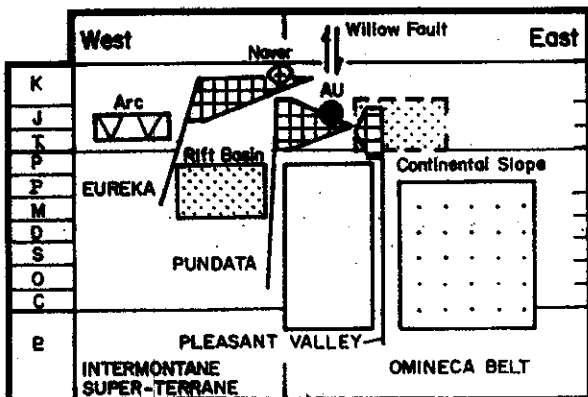 West
Willow Fault
East
Naver
K
AU
Arc
J
Ƭ
P
Rift Basin
Continental Slope
P
EUREKA
M
D
S
PUNDATA
O
C
PLEASANT VALLEY
INTERMONTANE
SUPER-TERRANE
OMINECA BELT